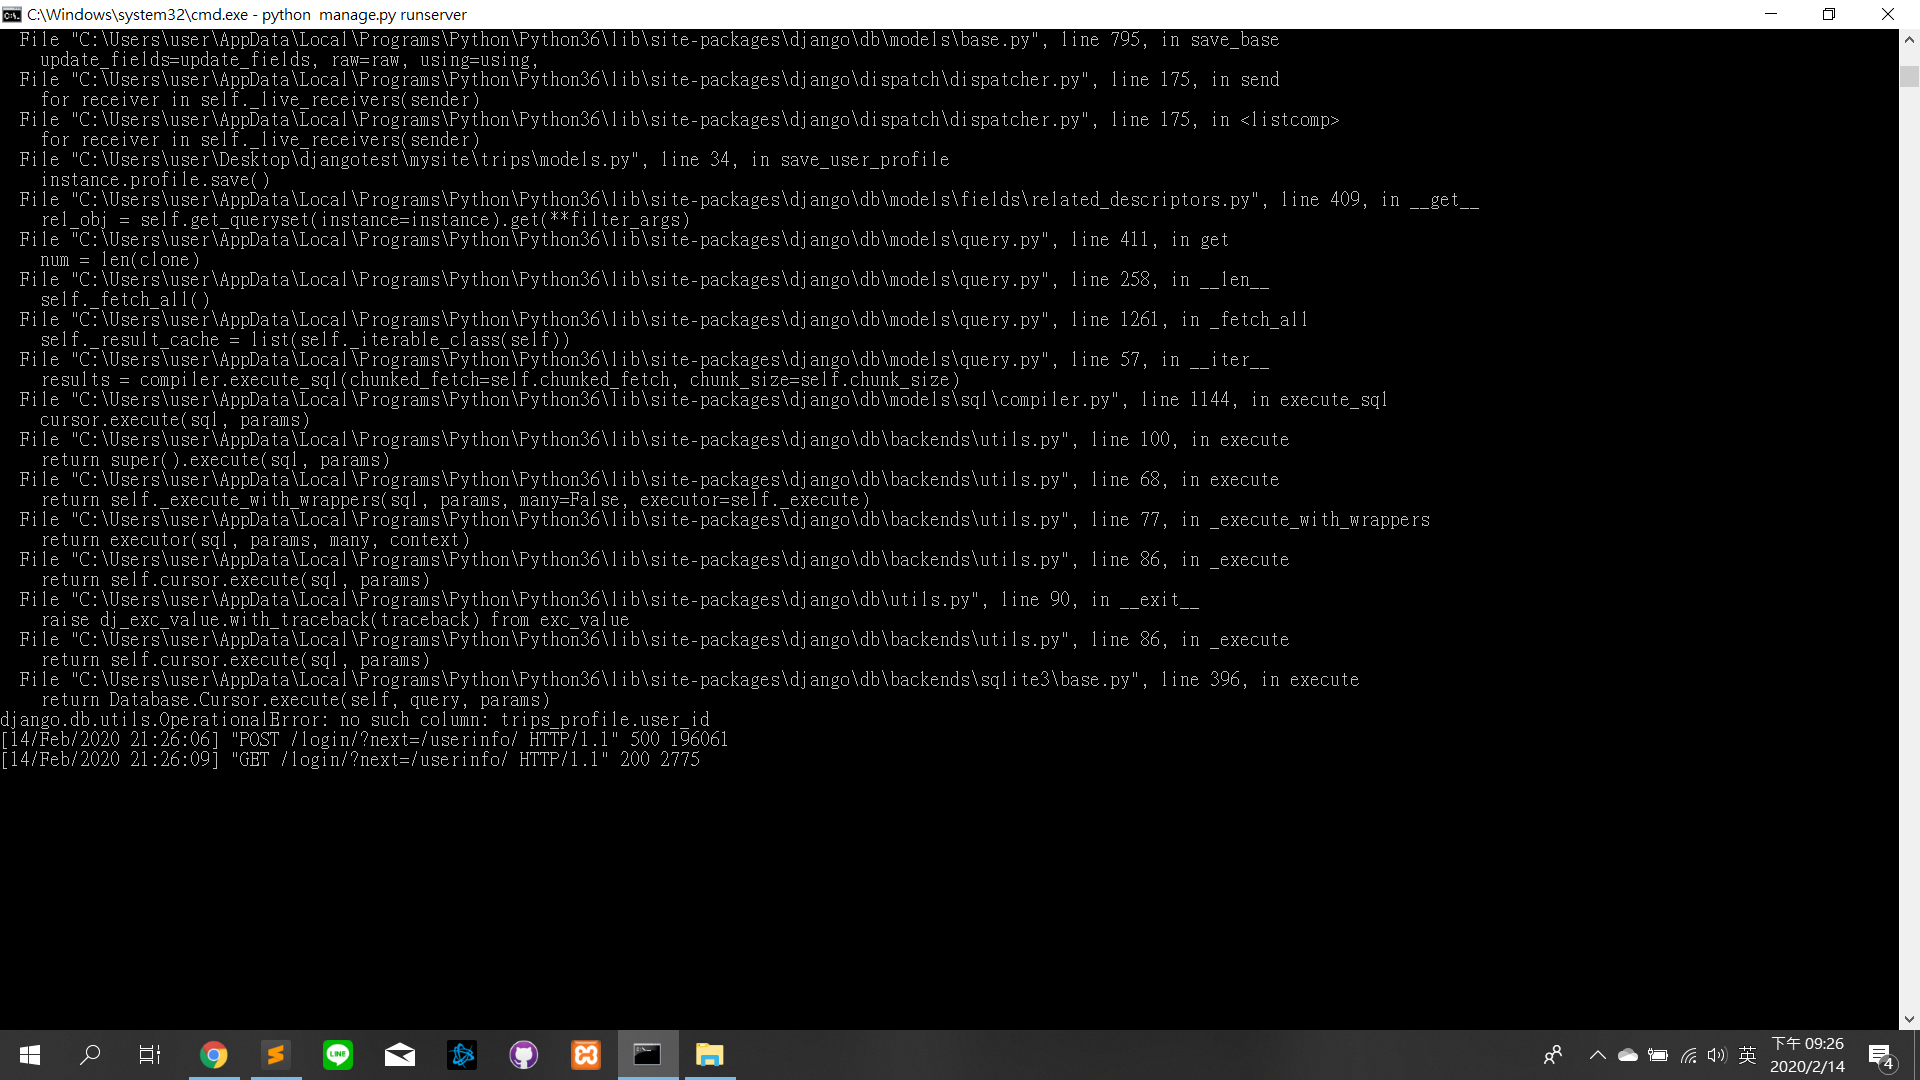 C:\Windows\system32\cmd.exe - python  manage.py runserver
File "C:\Users\user\AppData\Local\Programs\Python\Python36\lib\site-packages\django\db\models\base.py", line 795, in save_base
update_fields=update_fields, raw=raw, using=using,
File "C:\Users\user\AppData\Local\Programs\Python\Python36\lib\site-packages\django\dispatch\dispatcher.py", line 175, in send
for receiver in self._live_receivers(sender)
File "C:\Users\user\AppData\Local\Programs\Python\Python36\lib\site-packages\django\dispatch\dispatcher.py", line 175, in <listcomp>
for receiver in self._live_receivers(sender)
File "C:\Users\user\Desktop\djangotest\mysite\trips\models.py", line 34, in save_user_profile
instance.profile.save()
File "C:\Users\user\AppData\Local\Programs\Python\Python36\lib\site-packages\django\db\models\fields\related_descriptors.py", line 409, in __get__
rel_obj = self.get_queryset(instance=instance).get(**filter_args)
File "C:\Users\user\AppData\Local\Programs\Python\Python36\lib\site-packages\django\db\models\query.py", line 411, in get
num = len(clone)
File "C:\Users\user\AppData\Local\Programs\Python\Python36\lib\site-packages\django\db\models\query.py", line 258, in __len__
self._fetch_all()
File "C:\Users\user\AppData\Local\Programs\Python\Python36\lib\site-packages\django\db\models\query.py", line 1261, in _fetch_all
self._result_cache = list(self._iterable_class(self))
File "C:\Users\user\AppData\Local\Programs\Python\Python36\lib\site-packages\django\db\models\query.py", line 57, in __iter__
results = compiler.execute_sql(chunked_fetch=self.chunked_fetch, chunk_size=self.chunk_size)
File "C:\Users\user\AppData\Local\Programs\Python\Python36\lib\site-packages\django\db\models\sql\compiler.py", line 1144, in execute_sql
cursor.execute(sql, params)
File "C:\Users\user\AppData\Local\Programs\Python\Python36\lib\site-packages\django\db\backends\utils.py", line 100, in execute
return super().execute(sql, params)
File "C:\Users\user\AppData\Local\Programs\Python\Python36\lib\site-packages\django\db\backends\utils.py", line 68, in execute
return self._execute_with_wrappers(sql, params, many=False, executor=self._execute)
File "C:\Users\user\AppData\Local\Programs\Python\Python36\lib\site-packages\django\db\backends\utils.py", line 77, in _execute_with_wrappers
return executor(sql, params, many, context)
File "C:\Users\user\AppData\Local\Programs\Python\Python36\lib\site-packages\django\db\backends\utils.py", line 86, in _execute
return self.cursor.execute(sql, params)
File "C:\Users\user\AppData\Local\Programs\Python\Python36\lib\site-packages\django\db\utils.py", line 90, in __exit__
raise dj_exc_value.with_traceback(traceback) from exc_value
File "C:\Users\user\AppData\Local\Programs\Python\Python36\lib\site-packages\django\db\backends\utils.py", line 86, in _execute
return self.cursor.execute(sql, params)
File "C:\Users\user\AppData\Local\Programs\Python\Python36\lib\site-packages\django\db\backends\sqlite3\base.py", line 396, in execute
return Database.Cursor.execute(self, query, params)
django.db.utils.OperationalError: no such column: trips_profile.user_id
[14/Feb/2020 21:26:06] "POST /login/?next=/userinfo/ HTTP/1.1" 500 196061
[14/Feb/2020 21:26:09] "GET /login/?next=/userinfo/ HTTP/1.1" 200 2775
LINE
英
下午 09:26
2020/2/14
4